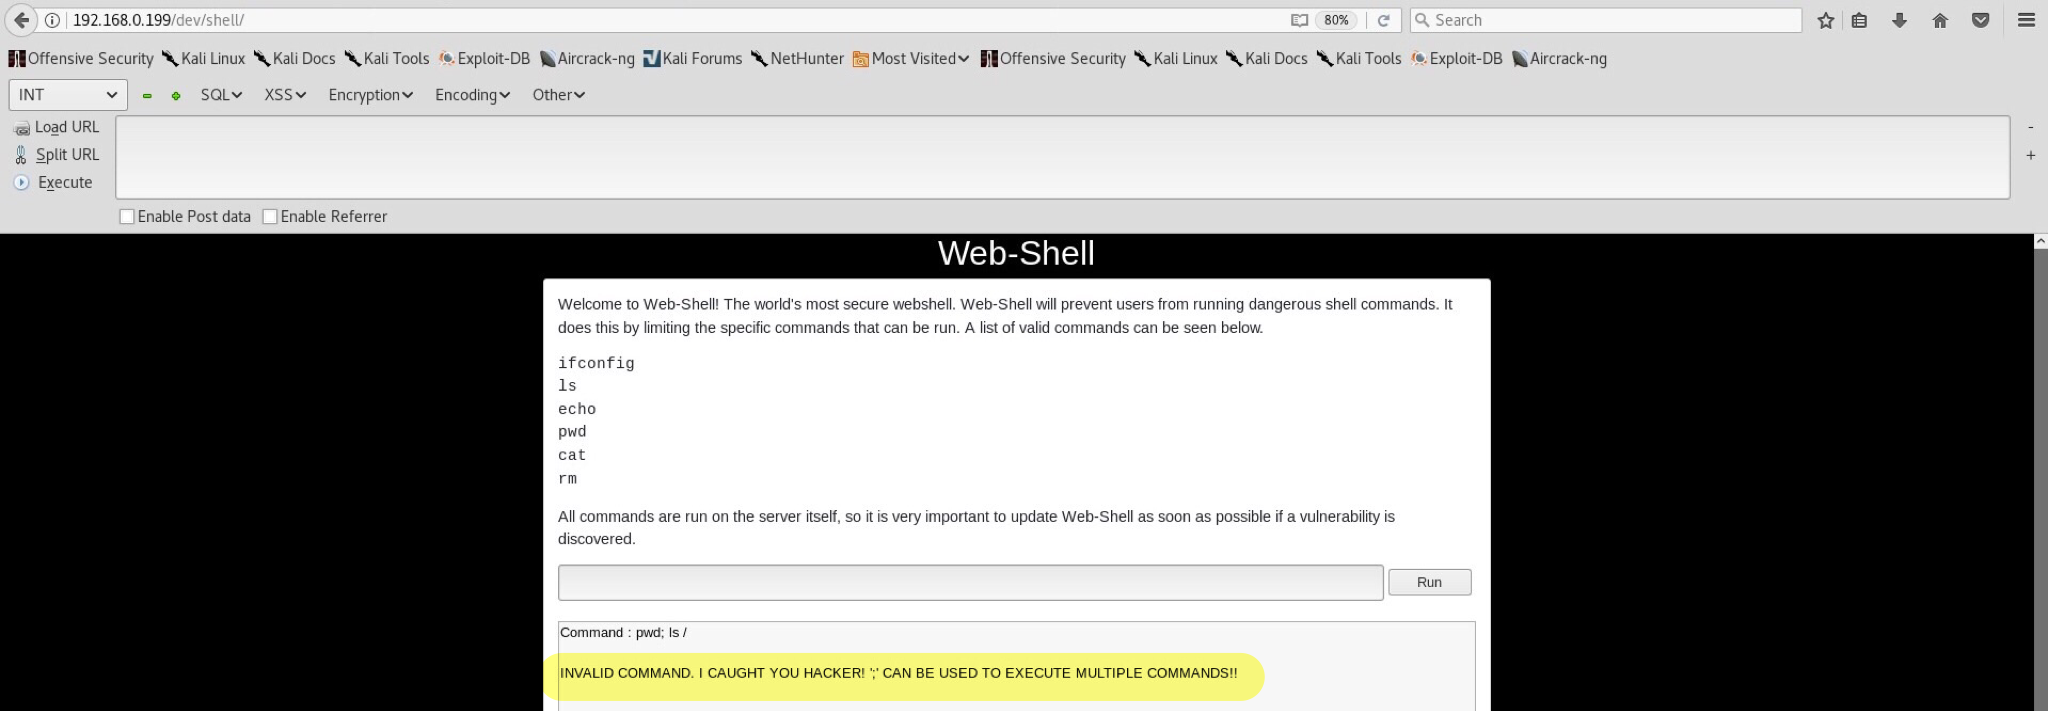 192.168.0.199/dev/shell/ 80% Search
Offensive Security Kali Linux Kali Docs Kali Tools Exploit-DB Aircrack-ng Kali Forums NetHunter Most Visited Offensive Security Kali Linux Kali Docs Kali Tools Exploit-DB Aircrack-ng
INT SQL XSS Encryption Encoding Other
Load URL -
Split URL +
Execute
Enable Post data Enable Referrer
Web-Shell
Welcome to Web-Shell! The world's most secure webshell. Web-Shell will prevent users from running dangerous shell commands. It
does this by limiting the specific commands that can be run. A list of valid commands can be seen below.
ifconfig
ls
echo
pwd
cat
rm
All commands are run on the server itself, so it is very important to update Web-Shell as soon as possible if a vulnerability is
discovered.
Run
Command : pwd; ls /
INVALID COMMAND. I CAUGHT YOU HACKER! ';' CAN BE USED TO EXECUTE MULTIPLE COMMANDS!!